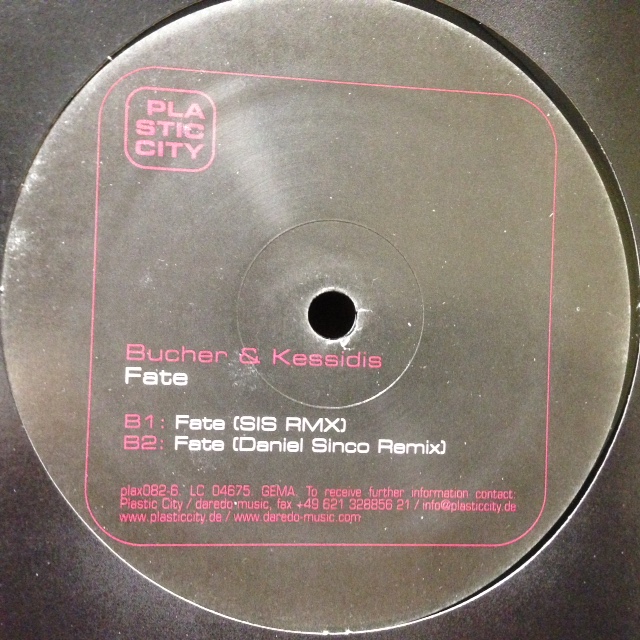 PLA
STIC
CITY
Bucher & Kessidis
Fate
B1: Fate (SIS RMX)
B2: Fate (Daniel Sinco Remix)
plax082-6. LC 04675. GEMA. To receive further information contact:
Plastic City / daredo-music, fax +49 621 328856 21 / info@plasticcity.de
www.plasticcity.de / www.daredo-music.com